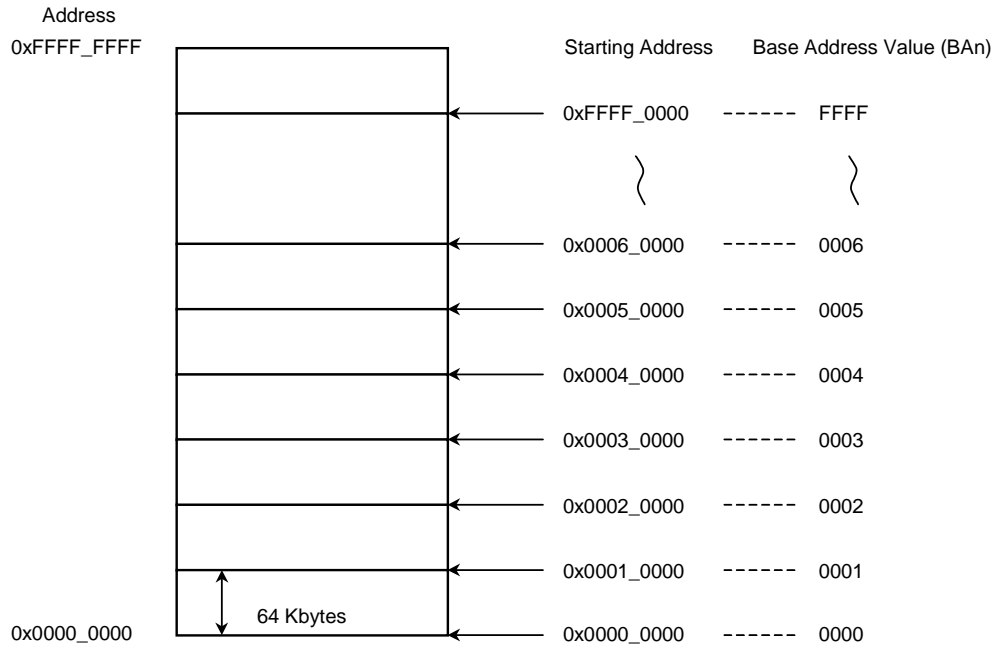 Address
0xFFFF_FFFF
Starting Address Base Address Value (BAn)
0xFFFF_0000 ------ FFFF
0x0006_0000 ------ 0006
0x0005_0000 ------ 0005
0x0004_0000 ------ 0004
0x0003_0000 ------ 0003
0x0002_0000 ------ 0002
0x0001_0000 ------ 0001
64 Kbytes
0x0000_0000
0x0000_0000 ------ 0000